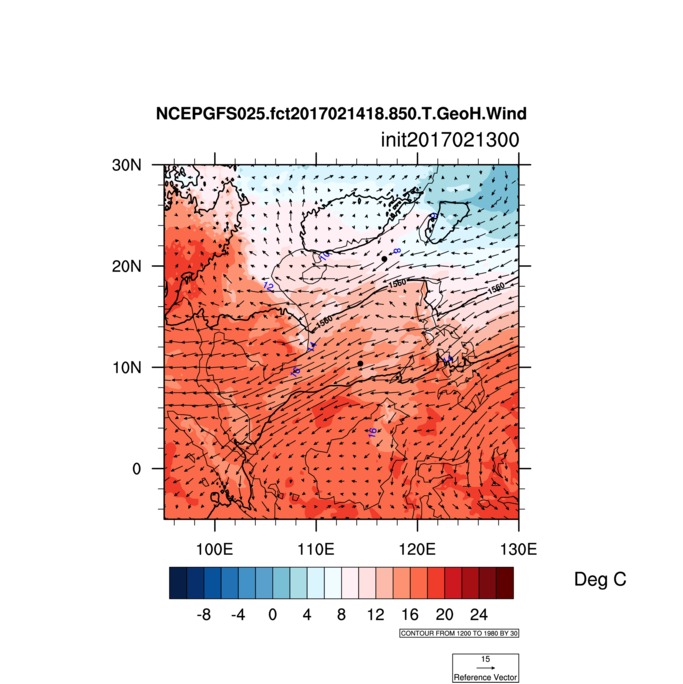 NCEPGFS025.fct2017021418.850.T.GeoH.Wind
init2017021300
30N
20N
10N
0
8
10
12
1560
1560
1560
14
16
16
100E 110E 120E 130E
Deg C
-8 -4 0 4 8 12 16 20 24
CONTOUR FROM 1200 TO 1980 BY 30
15
Reference Vector